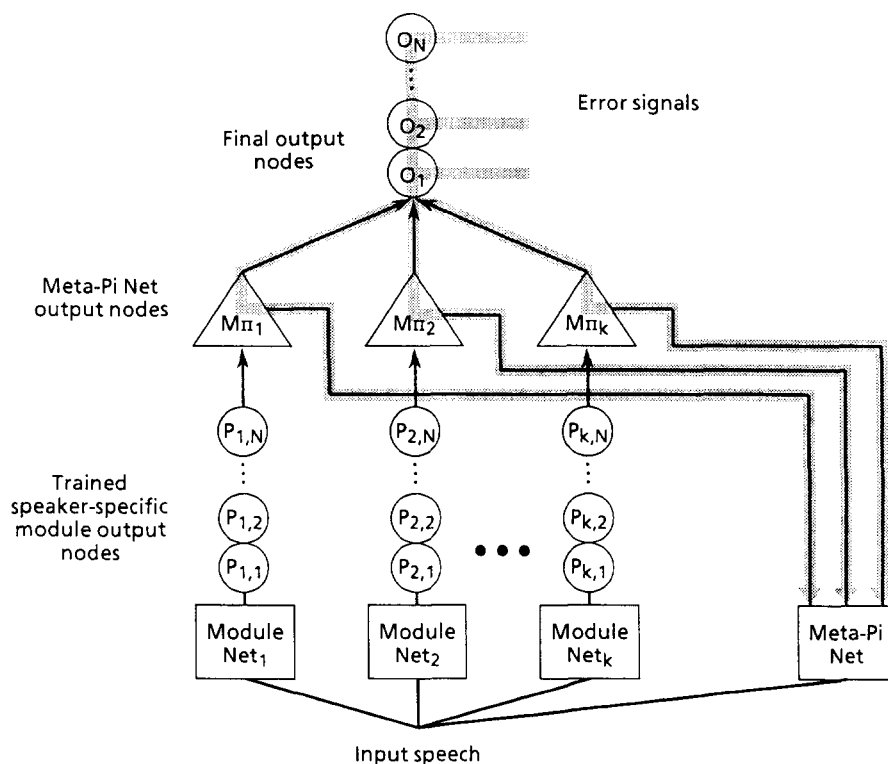 O_N
⋮
Error signals
O_2
Final output
nodes
O_1
Meta-Pi Net
output nodes
Mπ_1
Mπ_2
Mπ_k
P_1,N
P_2,N
P_k,N
⋮
⋮
⋮
Trained
speaker-specific
module output
nodes
P_1,2
P_2,2
P_k,2
P_1,1
P_2,1
• • •
P_k,1
Module
Net_1
Module
Net_2
Module
Net_k
Meta-Pi
Net
Input speech